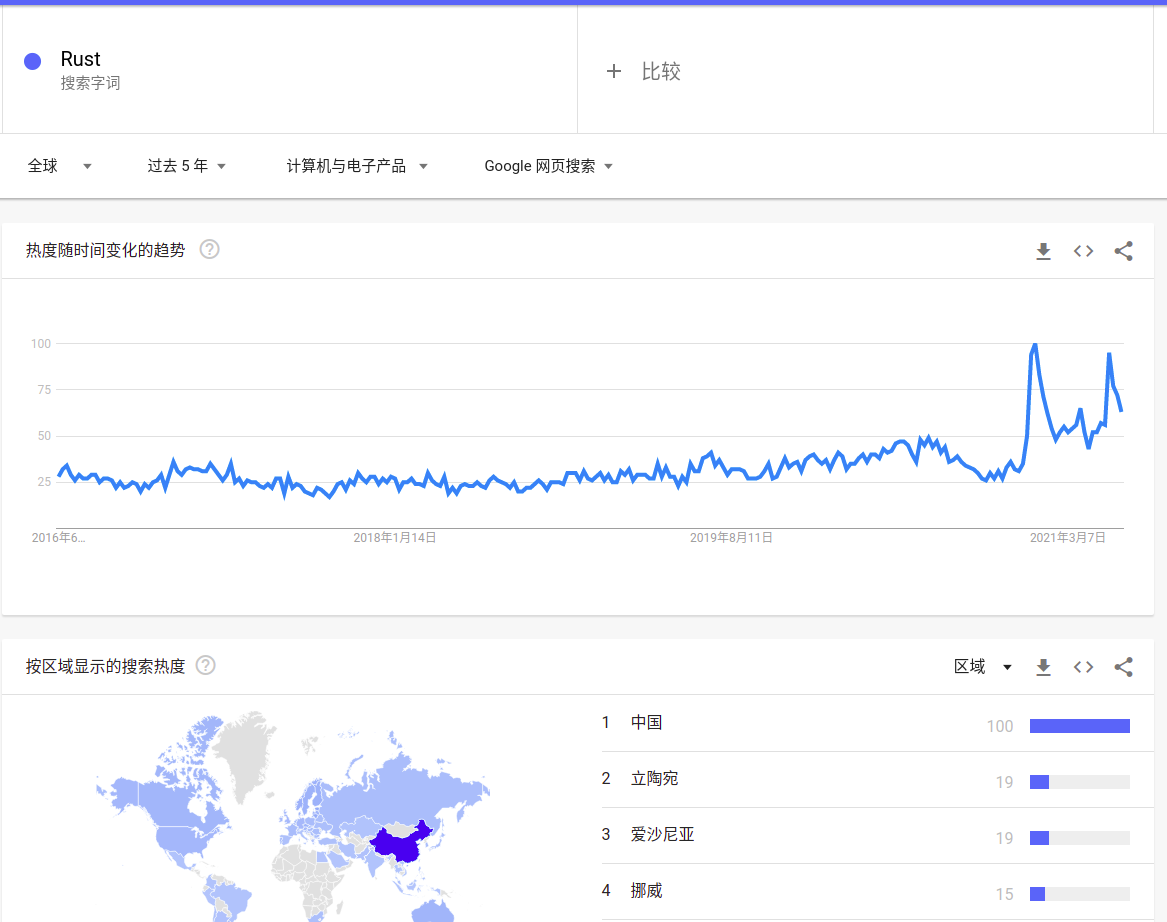 Rust
搜索字词
+ 比较
全球 过去 5 年 计算机与电子产品 Google 网页搜索
热度随时间变化的趋势 ?
100
75
50
25
2016年6... 2018年1月14日 2019年8月11日 2021年3月7日
按区域显示的搜索热度 ? 区域
1 中国 100
2 立陶宛 19
3 爱沙尼亚 19
4 挪威 15